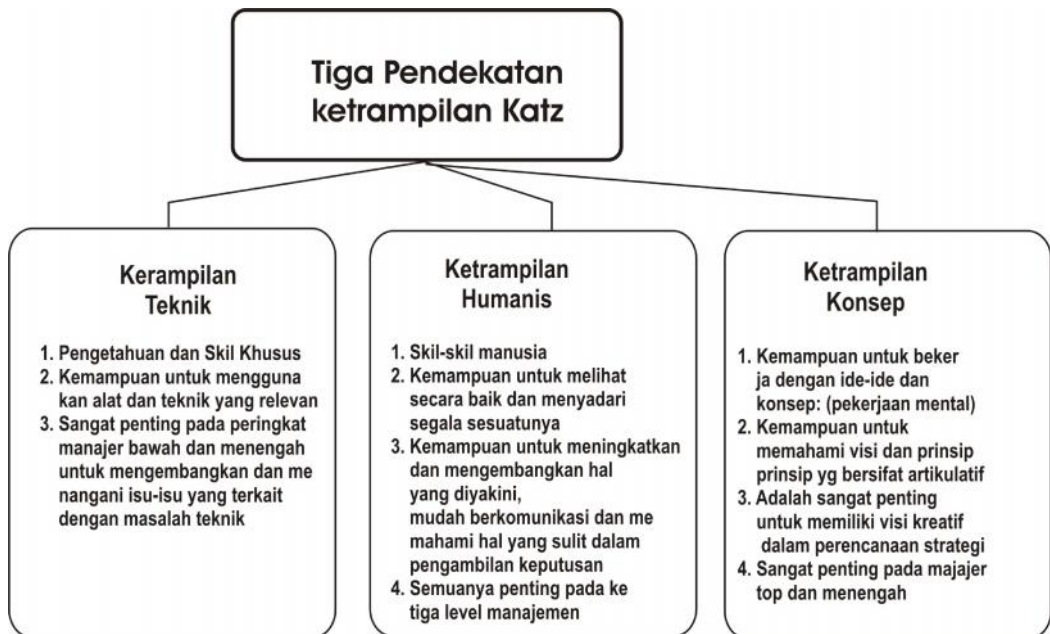 Tiga Pendekatan
ketrampilan Katz
Kerampilan
Teknik
1. Pengetahuan dan Skil Khusus
2. Kemampuan untuk mengguna
kan alat dan teknik yang relevan
3. Sangat penting pada peringkat
manajer bawah dan menengah
untuk mengembangkan dan me
nangani isu-isu yang terkait
dengan masalah teknik
Ketrampilan
Humanis
1. Skil-skil manusia
2. Kemampuan untuk melihat
secara baik dan menyadari
segala sesuatunya
3. Kemampuan untuk meningkatkan
dan mengembangkan hal
yang diyakini,
mudah berkomunikasi dan me
mahami hal yang sulit dalam
pengambilan keputusan
4. Semuanya penting pada ke
tiga level manajemen
Ketrampilan
Konsep
1. Kemampuan untuk beker
ja dengan ide-ide dan
konsep: (pekerjaan mental)
2. Kemampuan untuk
memahami visi dan prinsip
prinsip yg bersifat artikulatif
3. Adalah sangat penting
untuk memiliki visi kreatif
dalam perencanaan strategi
4. Sangat penting pada majajer
top dan menengah